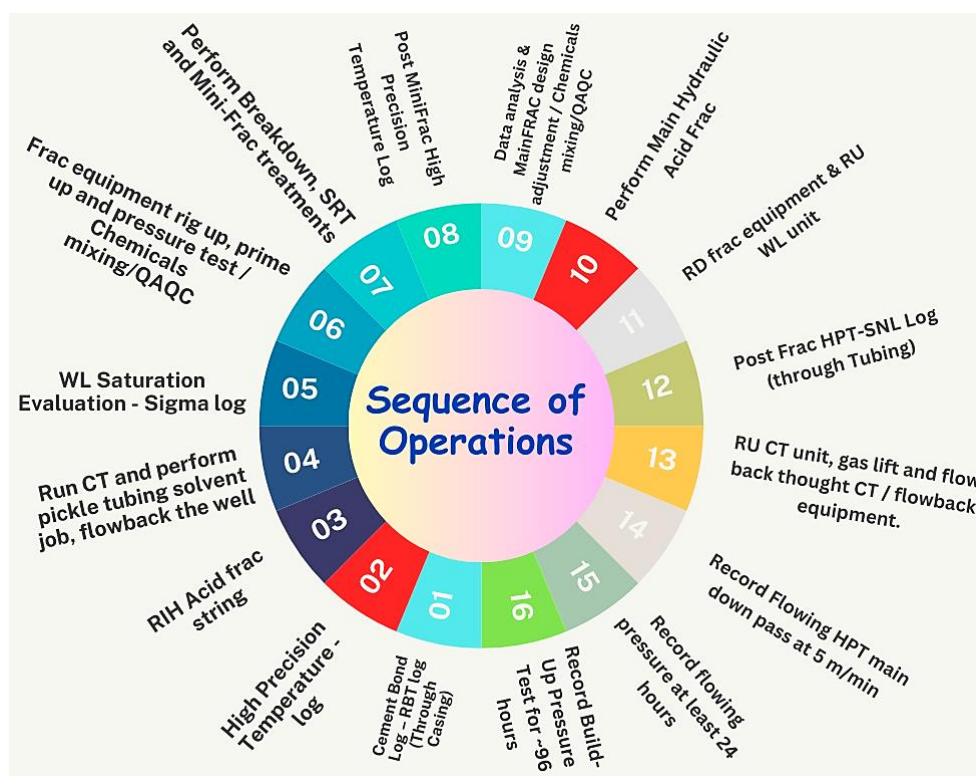 Sequence of
Operations
01
Cement Bond
Log – RBT log
(Through
Casing)
02
High Precision
Temperature -
log
03
RIH Acid frac
string
04
Run CT and perform
pickle tubing solvent
job, flowback the well
05
WL Saturation
Evaluation - Sigma log
06
Frac equipment rig up, prime
up and pressure test /
Chemicals
mixing/QAQC
07
Perform Breakdown, SRT
and Mini-Frac treatments
08
Post MiniFrac High
Precision
Temperature Log
09
Data analysis &
MainFRAC design
adjustment / Chemicals
mixing/QAQC
10
Perform Main Hydraulic
Acid Frac
11
RD frac equipment & RU
WL unit
12
Post Frac HPT-SNL Log
(through Tubing)
13
RU CT unit, gas lift and flow
back thought CT / flowback
equipment.
14
Record Flowing HPT main
down pass at 5 m/min
15
Record flowing
pressure at least 24
hours
16
Record Build-
Up Pressure
Test for ~96
hours